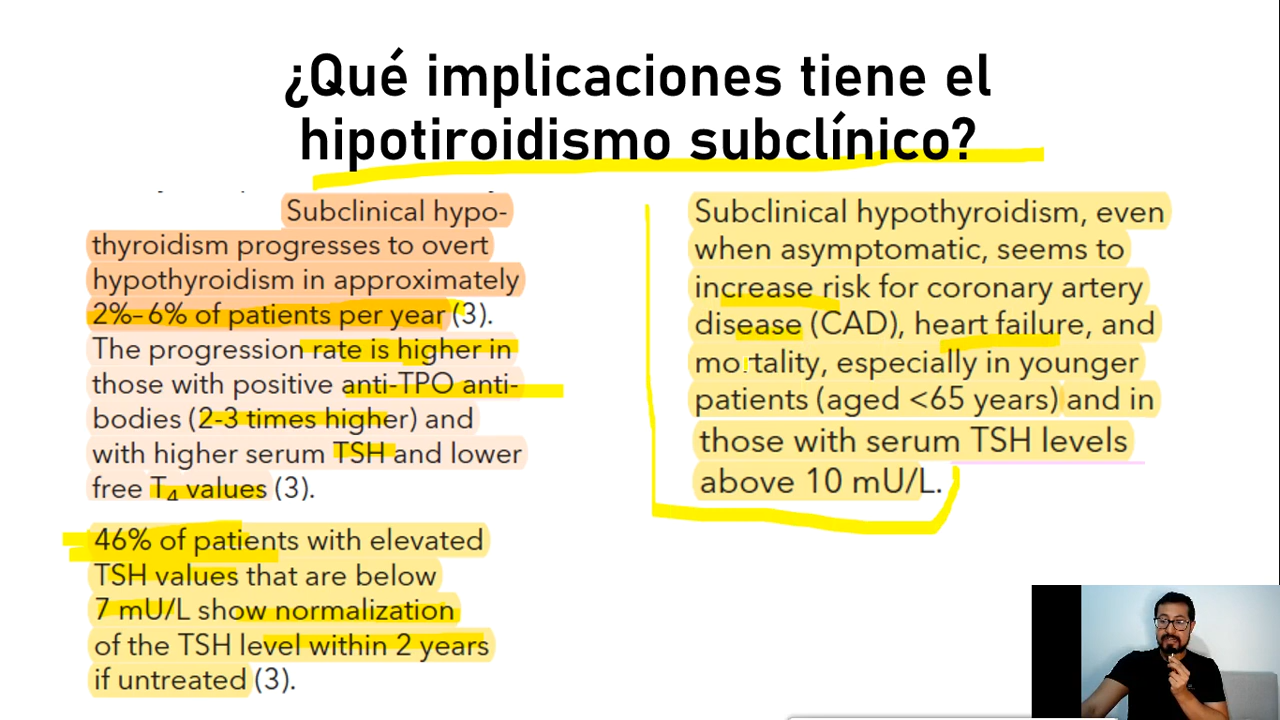 ¿Qué implicaciones tiene el
hipotiroidismo subclínico?
Subclinical hypo-
thyroidism progresses to overt
hypothyroidism in approximately
2%–6% of patients per year (3).
The progression rate is higher in
those with positive anti-TPO anti-
bodies (2-3 times higher) and
with higher serum TSH and lower
free T₄ values (3).
46% of patients with elevated
TSH values that are below
7 mU/L show normalization
of the TSH level within 2 years
if untreated (3).
Subclinical hypothyroidism, even
when asymptomatic, seems to
increase risk for coronary artery
disease (CAD), heart failure, and
mortality, especially in younger
patients (aged <65 years) and in
those with serum TSH levels
above 10 mU/L.